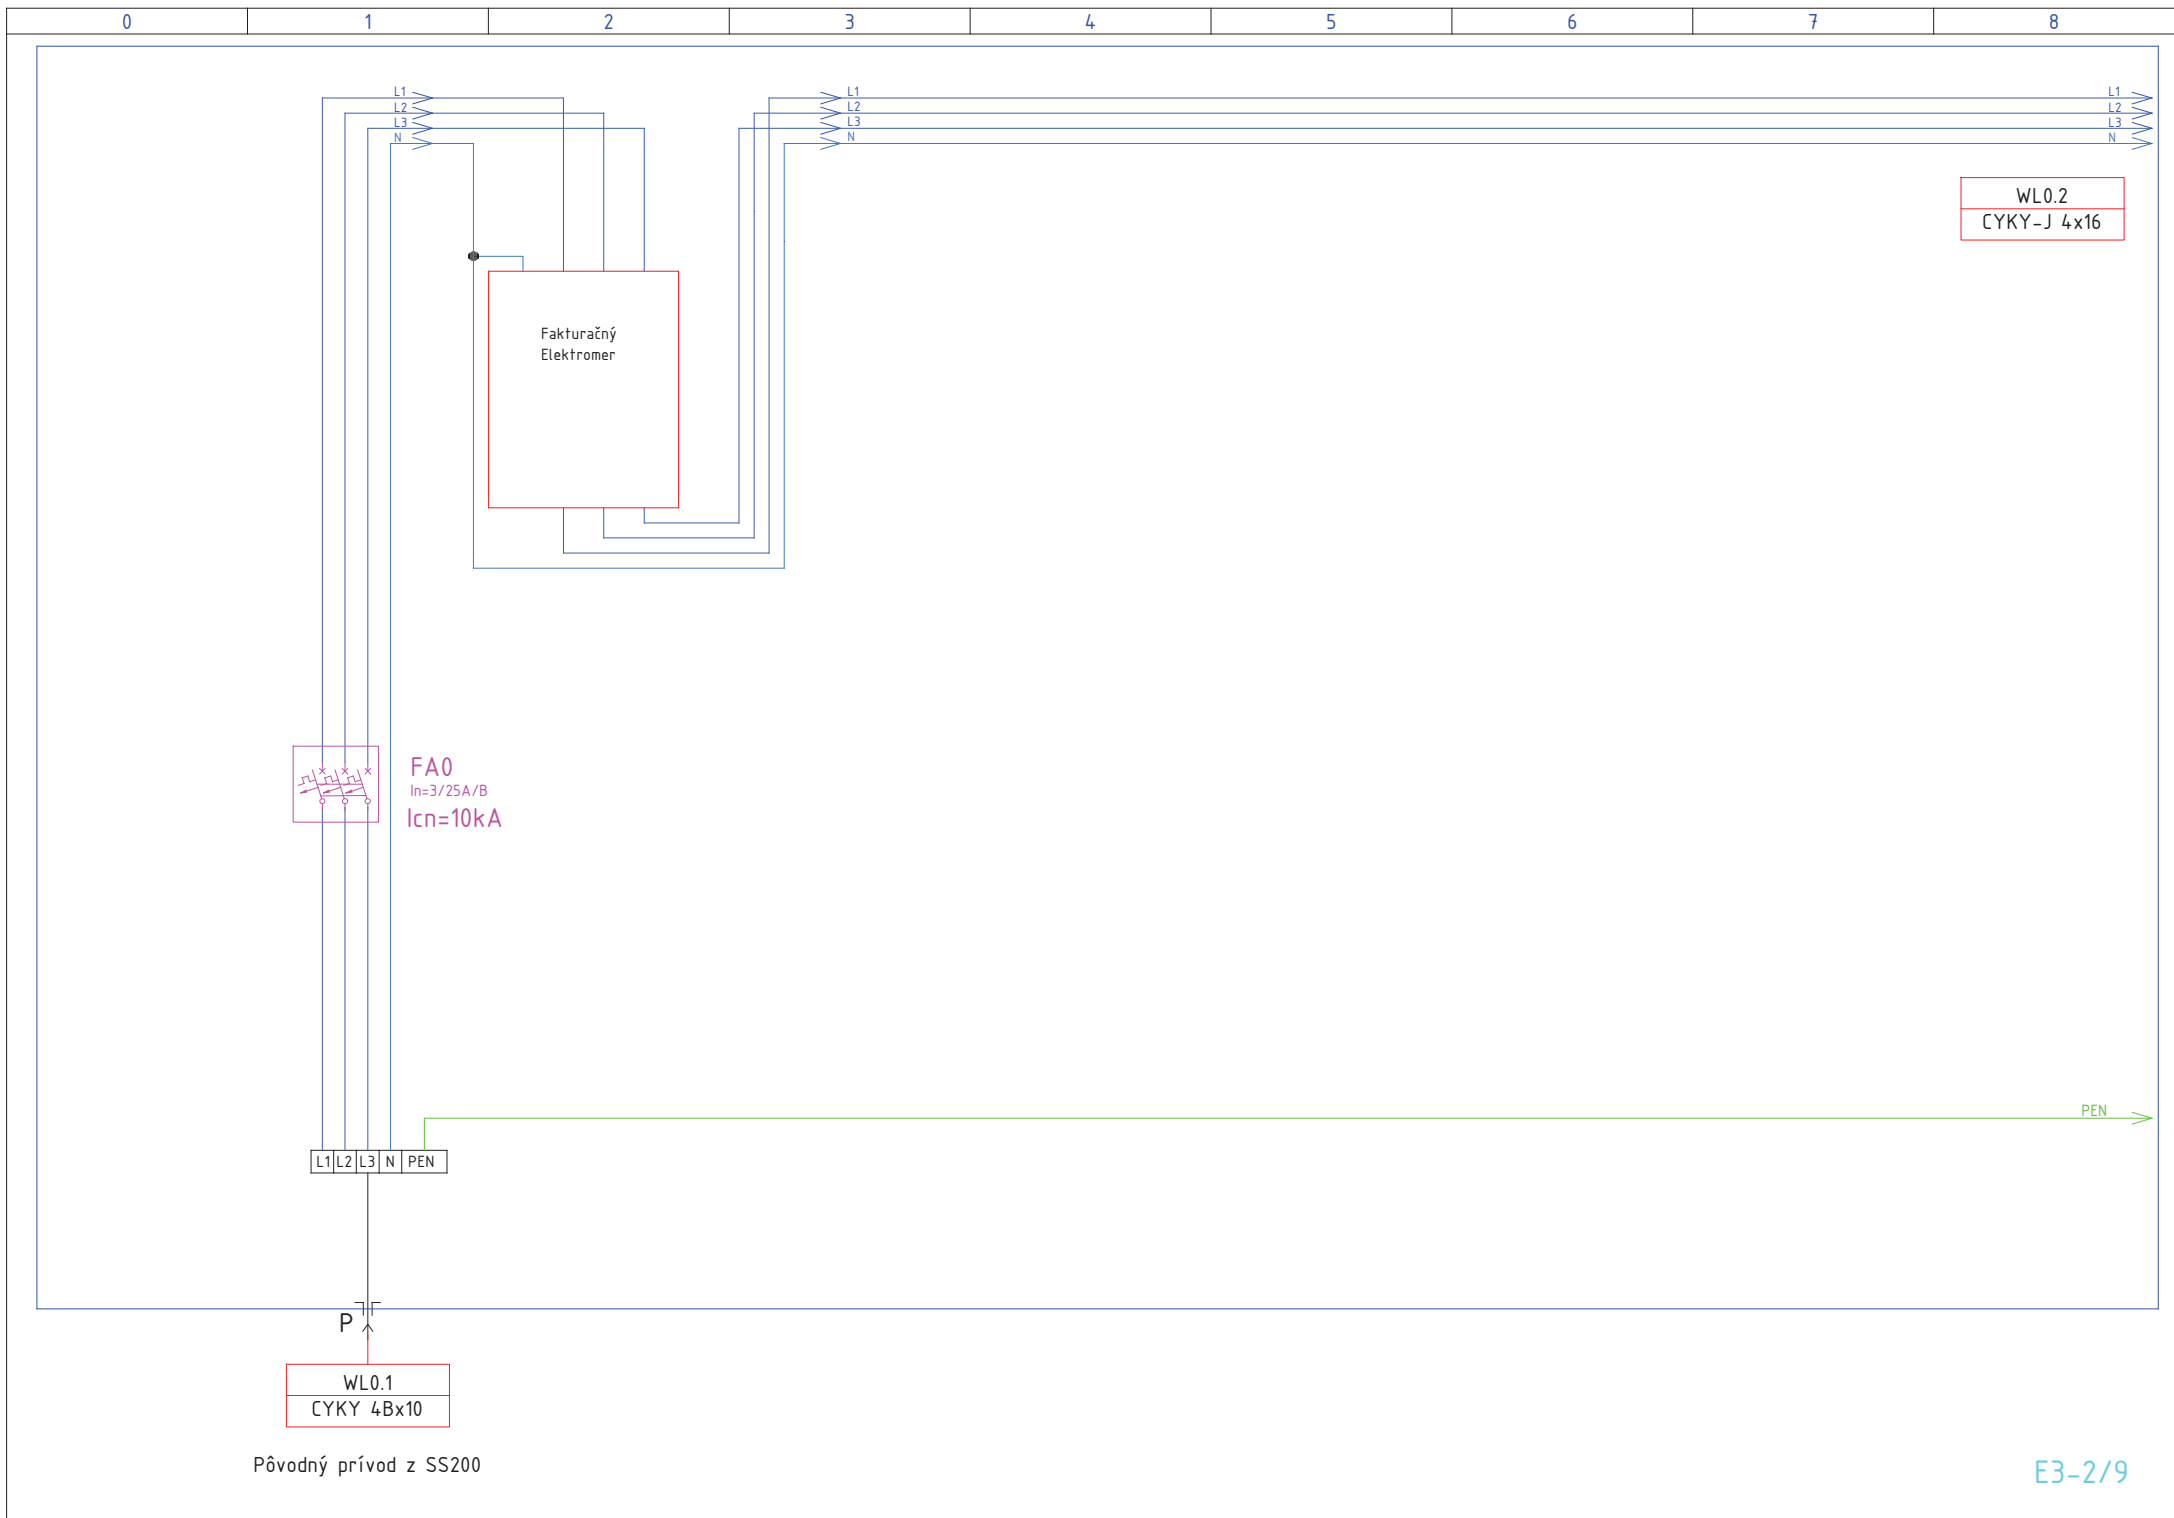 0 1 2 3 4 5 6 7 8
L1 L1 L1
L2 L2 L2
L3 L3 L3
N N N
WL0.2
CYKY-J 4x16
Fakturačný
Elektromer
FA0
In=3/25A/B
Icn=10kA
PEN
L1 L2 L3 N PEN
P
WL0.1
CYKY 4Bx10
Pôvodný prívod z SS200
E3-2/9